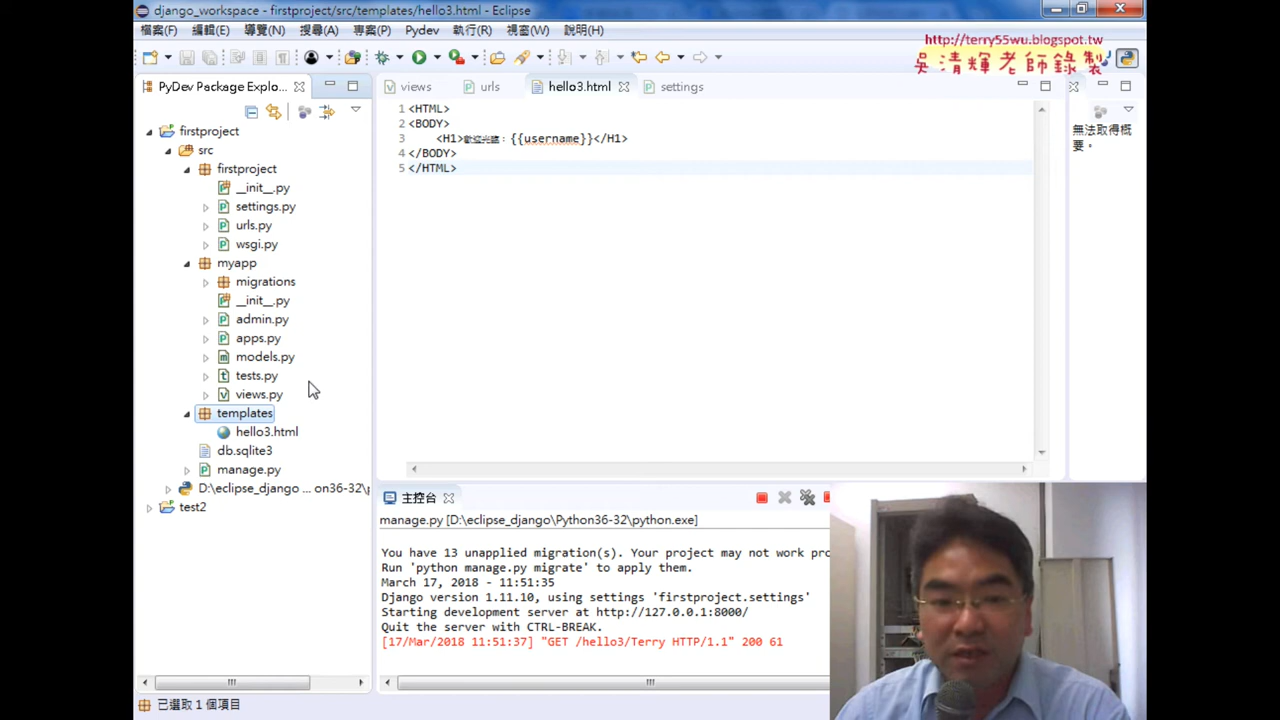 django_workspace - firstproject/src/templates/hello3.html - Eclipse
檔案(F) 編輯(E) 導覽(N) 搜尋(A) 專案(P) Pydev 執行(R) 視窗(W) 說明(H)
http://terry55wu.blogspot.tw
吳清輝老師錄製
PyDev Package Explo...
views urls hello3.html settings
firstproject
src
firstproject
__init__.py
settings.py
urls.py
wsgi.py
myapp
migrations
__init__.py
admin.py
apps.py
models.py
tests.py
views.py
templates
hello3.html
db.sqlite3
manage.py
D:\eclipse_django ... on36-32\p
test2
1 <HTML>
2 <BODY>
3 <H1>歡迎光臨：{{username}}</H1>
4 </BODY>
5 </HTML>
無法取得概
要。
主控台
manage.py [D:\eclipse_django\Python36-32\python.exe]
You have 13 unapplied migration(s). Your project may not work pro
Run 'python manage.py migrate' to apply them.
March 17, 2018 - 11:51:35
Django version 1.11.10, using settings 'firstproject.settings'
Starting development server at http://127.0.0.1:8000/
Quit the server with CTRL-BREAK.
[17/Mar/2018 11:51:37] "GET /hello3/Terry HTTP/1.1" 200 61
已選取 1 個項目